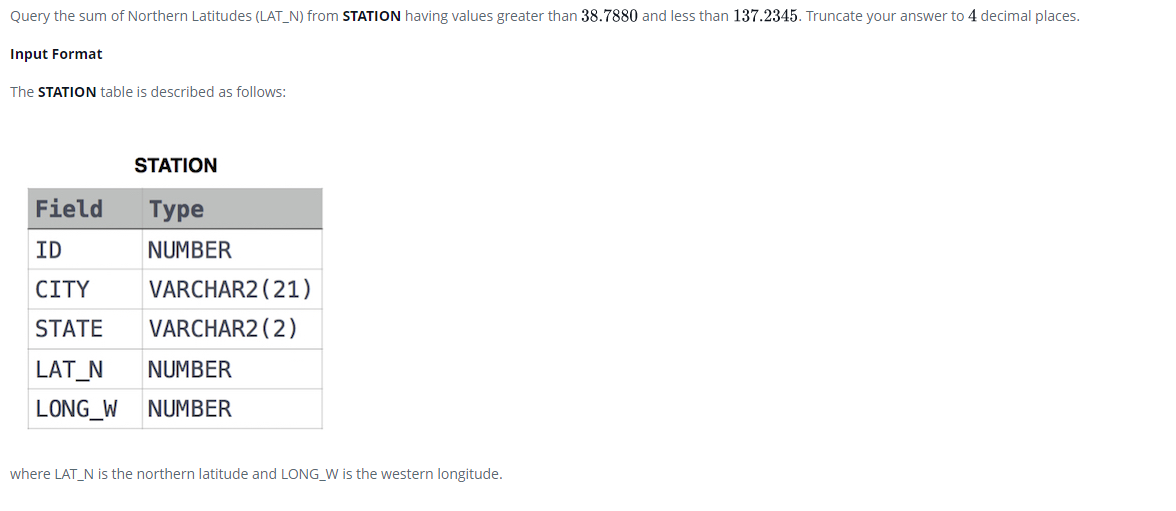 Query the sum of Northern Latitudes (LAT_N) from STATION having values greater than 38.7880 and less than 137.2345. Truncate your answer to 4 decimal places.
Input Format
The STATION table is described as follows:
STATION
Field Type
ID NUMBER
CITY VARCHAR2(21)
STATE VARCHAR2(2)
LAT_N NUMBER
LONG_W NUMBER
where LAT_N is the northern latitude and LONG_W is the western longitude.